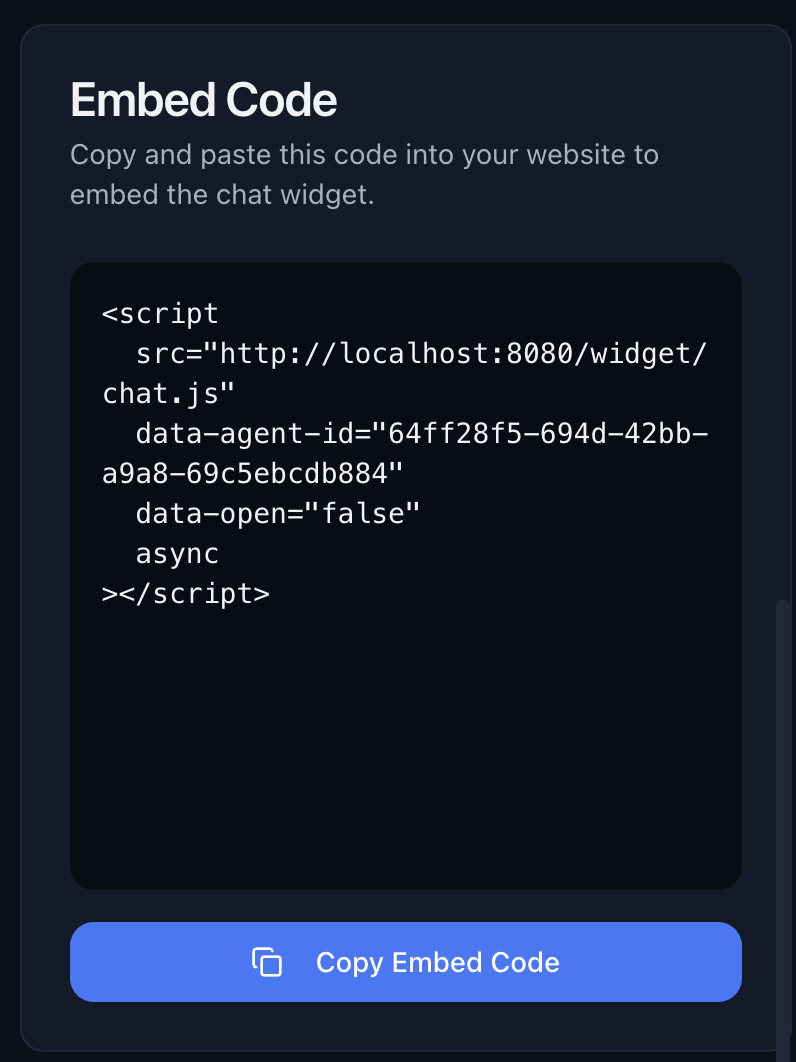 Embed Code
Copy and paste this code into your website to
embed the chat widget.
<script
  src="http://localhost:8080/widget/
chat.js"
  data-agent-id="64ff28f5-694d-42bb-
a9a8-69c5ebcdb884"
  data-open="false"
  async
></script>
Copy Embed Code